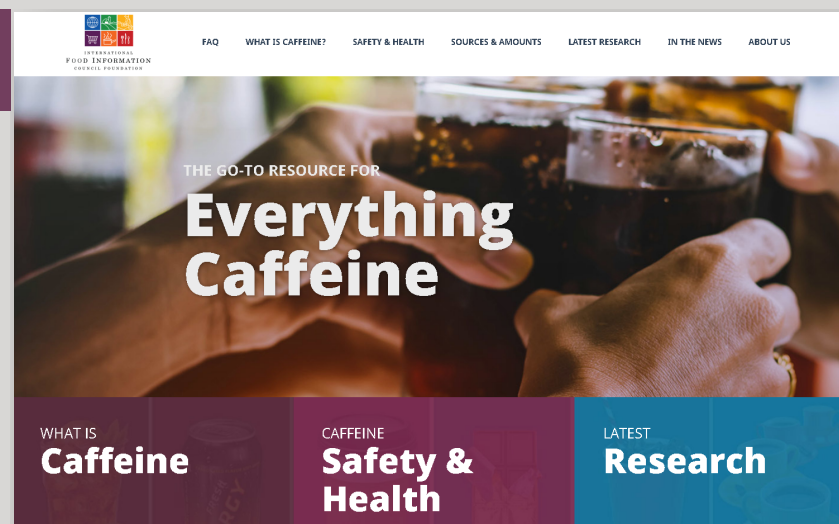 INTERNATIONAL
FOOD INFORMATION
COUNCIL FOUNDATION
FAQ
WHAT IS CAFFEINE?
SAFETY & HEALTH
SOURCES & AMOUNTS
LATEST RESEARCH
IN THE NEWS
ABOUT US
THE GO-TO RESOURCE FOR
Everything
Caffeine
WHAT IS
Caffeine
CAFFEINE
Safety &
Health
LATEST
Research